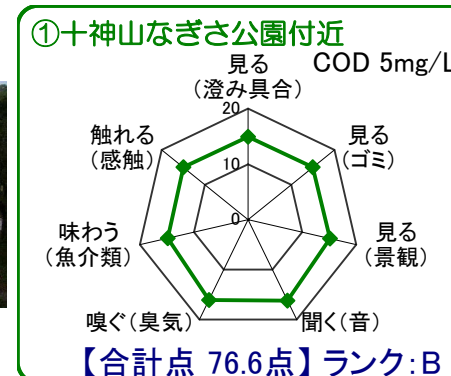 ①十神山なぎさ公園付近
見る
(澄み具合)
COD 5mg/L
20
触れる
(感触)
見る
(ゴミ)
10
味わう
(魚介類)
0
見る
(景観)
嗅ぐ(臭気)
聞く(音)
【合計点 76.6点】ランク:B